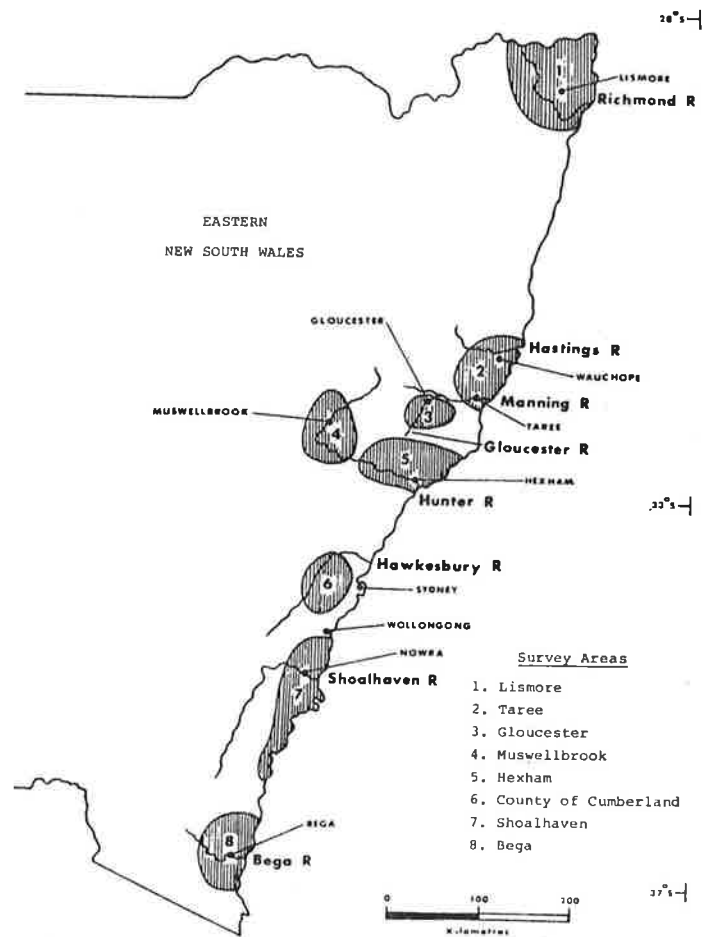 28°S
1
LISMORE
Richmond R
EASTERN
NEW SOUTH WALES
GLOUCESTER
Hastings R
2
WAUCHOPE
MUSWELLBROOK
3
Manning R
TAREE
4
Gloucester R
5
HEXHAM
Hunter R
33°S
Hawkesbury R
6
SYDNEY
WOLLONGONG
NOWRA
Shoalhaven R
7
Survey Areas
1. Lismore
2. Taree
3. Gloucester
4. Muswellbrook
5. Hexham
6. County of Cumberland
7. Shoalhaven
8. Bega
BEGA
8
Bega R
37°S
0 100 200
Kilometres